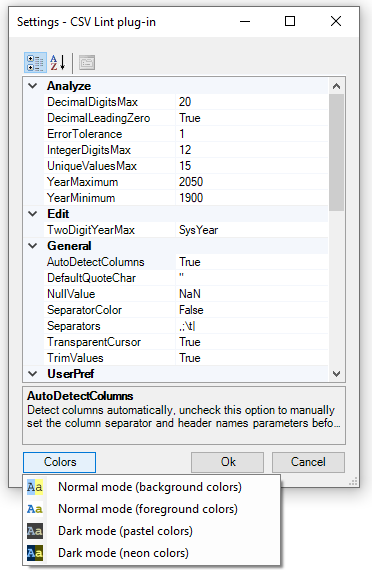 Settings - CSV Lint plug-in
Analyze
DecimalDigitsMax 20
DecimalLeadingZero True
ErrorTolerance 1
IntegerDigitsMax 12
UniqueValuesMax 15
YearMaximum 2050
YearMinimum 1900
Edit
TwoDigitYearMax SysYear
General
AutoDetectColumns True
DefaultQuoteChar "
NullValue NaN
SeparatorColor False
Separators ,;\t|
TransparentCursor True
TrimValues True
UserPref
AutoDetectColumns
Detect columns automatically, uncheck this option to manually
set the column separator and header names parameters befo...
Colors Ok Cancel
Aa Normal mode (background colors)
Aa Normal mode (foreground colors)
Aa Dark mode (pastel colors)
Aa Dark mode (neon colors)